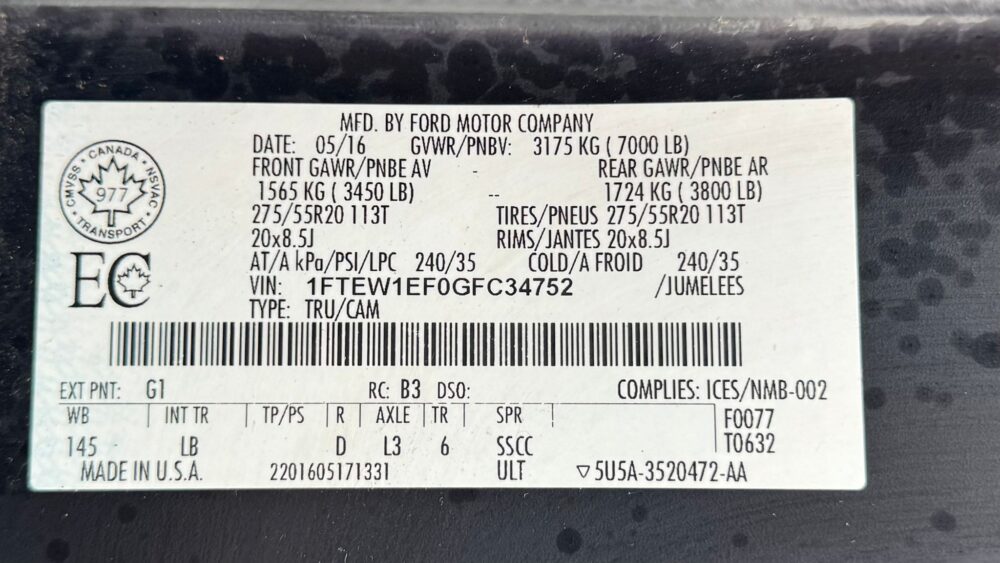 MFD. BY FORD MOTOR COMPANY
DATE: 05/16 GVWR/PNBV: 3175 KG ( 7000 LB)
FRONT GAWR/PNBE AV - REAR GAWR/PNBE AR
1565 KG ( 3450 LB) -- 1724 KG ( 3800 LB)
275/55R20 113T TIRES/PNEUS 275/55R20 113T
20x8.5J RIMS/JANTES 20x8.5J
AT/A kPa/PSI/LPC 240/35 COLD/A FROID 240/35
VIN: 1FTEW1EF0GFC34752 /JUMELEES
TYPE: TRU/CAM
CANADA
CMVSS • NSVAC
977
TRANSPORT
EC
EXT PNT: G1 RC: B3 DSO: COMPLIES: ICES/NMB-002
WB | INT TR | TP/PS | R | AXLE | TR | SPR F0077
145 LB D L3 6 SSCC T0632
MADE IN U.S.A. 2201605171331 ULT ▽5U5A-3520472-AA